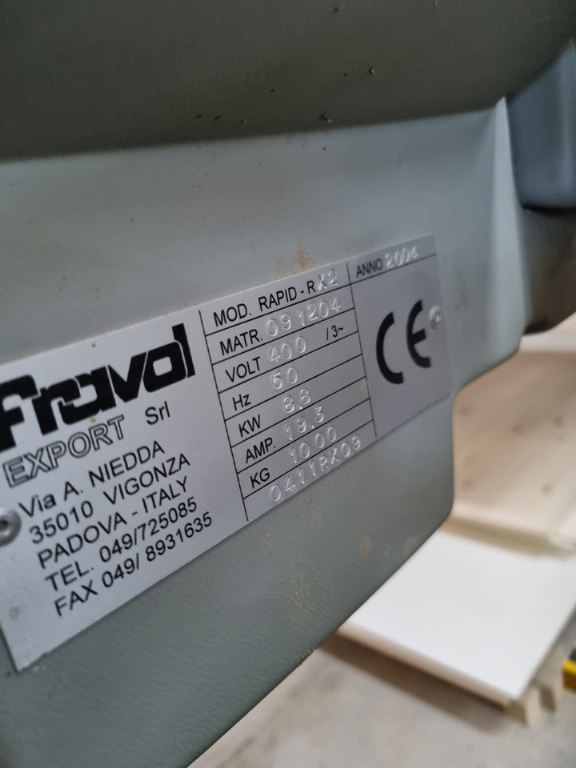 Fravol
EXPORT Srl
Via A. NIEDDA
35010 VIGONZA
PADOVA - ITALY
TEL. 049/725085
FAX 049/ 8931635
MOD. RAPID - R X2
MATR. 091204
VOLT 400 /3~
Hz 50
KW 8.8
AMP. 19.3
KG 1000
0411RX09
ANNO 2004
CE